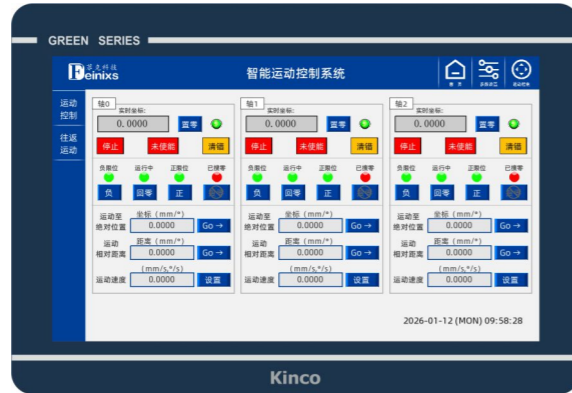 GREEN SERIES
菲克科技
Feinixs
智能运动控制系统
运动控制
往返运动
轴0
实时坐标:
0.0000
置零
停止
未使能
清错
负限位 运行中 正限位 已搜零
负
回零
正
运动至绝对位置
坐标 (mm/°)
0.0000
Go →
运动相对距离
距离 (mm/°)
0.0000
Go →
运动速度
(mm/s,°/s)
0.0000
设置
轴1
实时坐标:
0.0000
置零
停止
未使能
清错
负限位 运行中 正限位 已搜零
负
回零
正
运动至绝对位置
坐标 (mm/°)
0.0000
Go →
运动相对距离
距离 (mm/°)
0.0000
Go →
运动速度
(mm/s,°/s)
0.0000
设置
轴2
实时坐标:
0.0000
置零
停止
未使能
清错
负限位 运行中 正限位 已搜零
负
回零
正
运动至绝对位置
坐标 (mm/°)
0.0000
Go →
运动相对距离
距离 (mm/°)
0.0000
Go →
运动速度
(mm/s,°/s)
0.0000
设置
2026-01-12 (MON) 09:58:28
Kinco